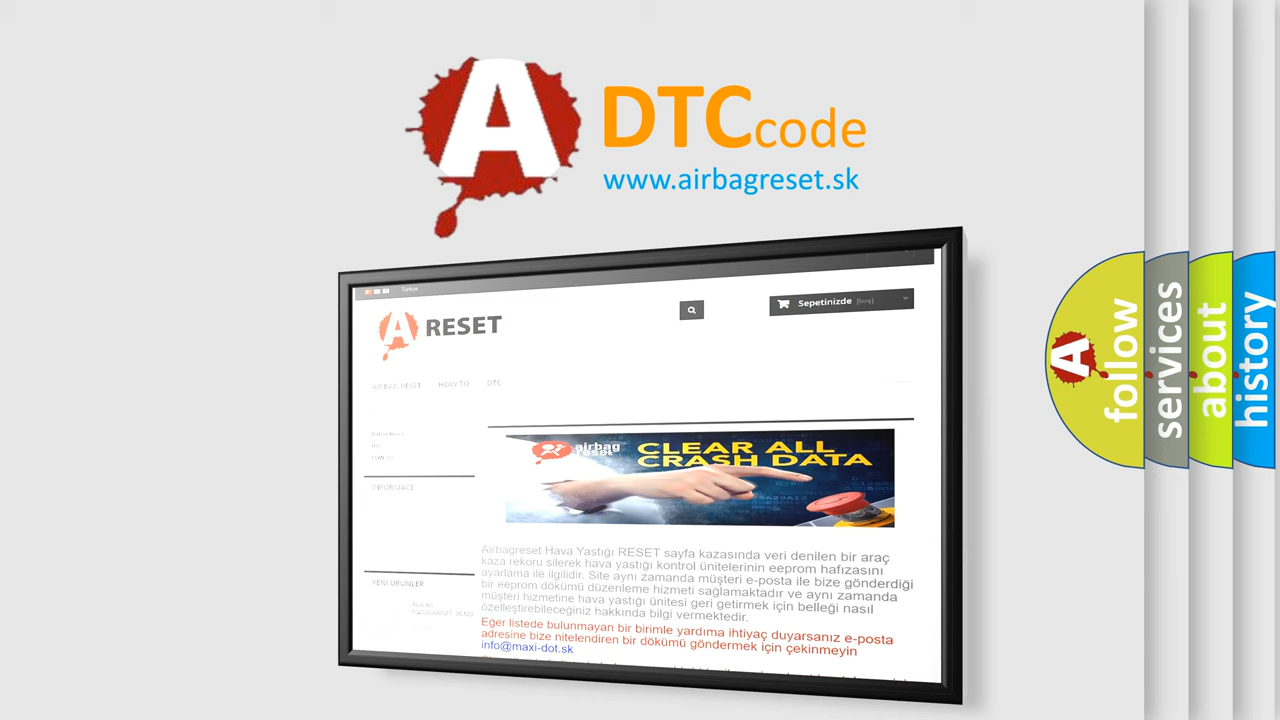 A DTCcode
www.airbagreset.sk
Türkçe
Sepetinizde [boş]
A RESET
AIRBAG RESET HOW TO DTC
INFORMACE
airbag
reset
CLEAR ALL
CRASH DATA
Airbagreset Hava Yastığı RESET sayfa kazasında veri denilen bir araç
kaza rekoru silerek hava yastığı kontrol ünitelerinin eeprom hafızasını
ayarlama ile ilgilidir. Site aynı zamanda müşteri e-posta ile bize gönderdiği
bir eeprom dökümü düzenleme hizmeti sağlamaktadır ve aynı zamanda
müşteri hizmetine hava yastığı ünitesi geri getirmek için belleği nasıl
özelleştirebileceğiniz hakkında bilgi vermektedir.
Eger listede bulunmayan bir birimle yardıma ihtiyaç duyarsanız e-posta
adresine bize nitelendiren bir dökümü göndermek için çekinmeyin
info@maxi-dot.sk
YENI ÜRÜNLER
A
follow
services
about
history